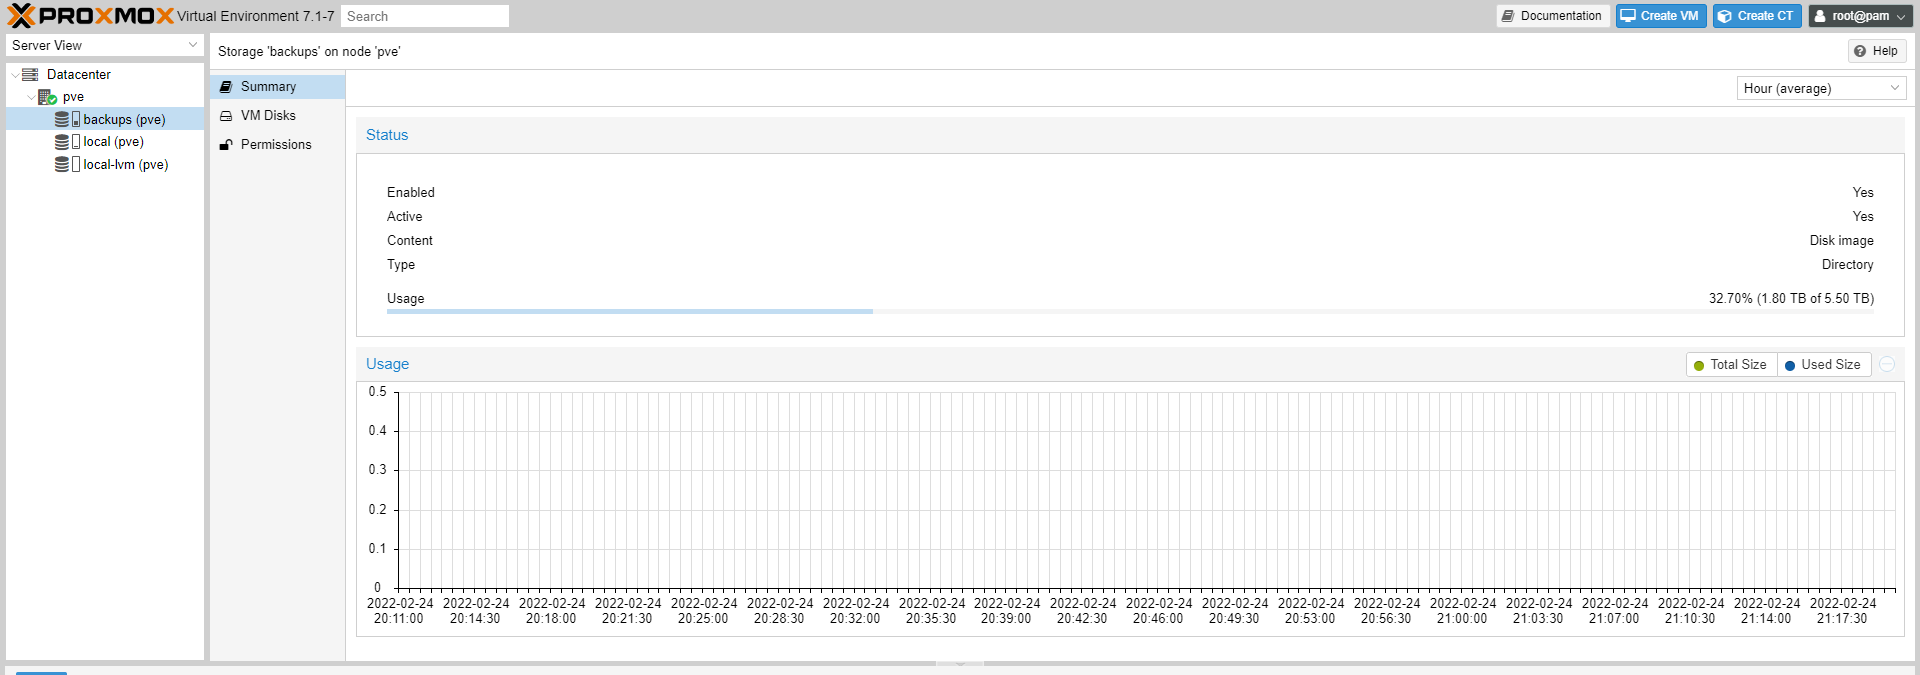 PROXMOX Virtual Environment 7.1-7 Search Documentation Create VM Create CT root@pam
Server View
Datacenter
pve
backups (pve)
local (pve)
local-lvm (pve)
Storage 'backups' on node 'pve' Help
Summary
VM Disks
Permissions
Hour (average)
Status
Enabled Yes
Active Yes
Content Disk image
Type Directory
Usage 32.70% (1.80 TB of 5.50 TB)
Usage Total Size Used Size
0.5
0.4
0.3
0.2
0.1
0
2022-02-24 2022-02-24 2022-02-24 2022-02-24 2022-02-24 2022-02-24 2022-02-24 2022-02-24 2022-02-24 2022-02-24 2022-02-24 2022-02-24 2022-02-24 2022-02-24 2022-02-24 2022-02-24 2022-02-24 2022-02-24 2022-02-24 2022-02-24
20:11:00 20:14:30 20:18:00 20:21:30 20:25:00 20:28:30 20:32:00 20:35:30 20:39:00 20:42:30 20:46:00 20:49:30 20:53:00 20:56:30 21:00:00 21:03:30 21:07:00 21:10:30 21:14:00 21:17:30